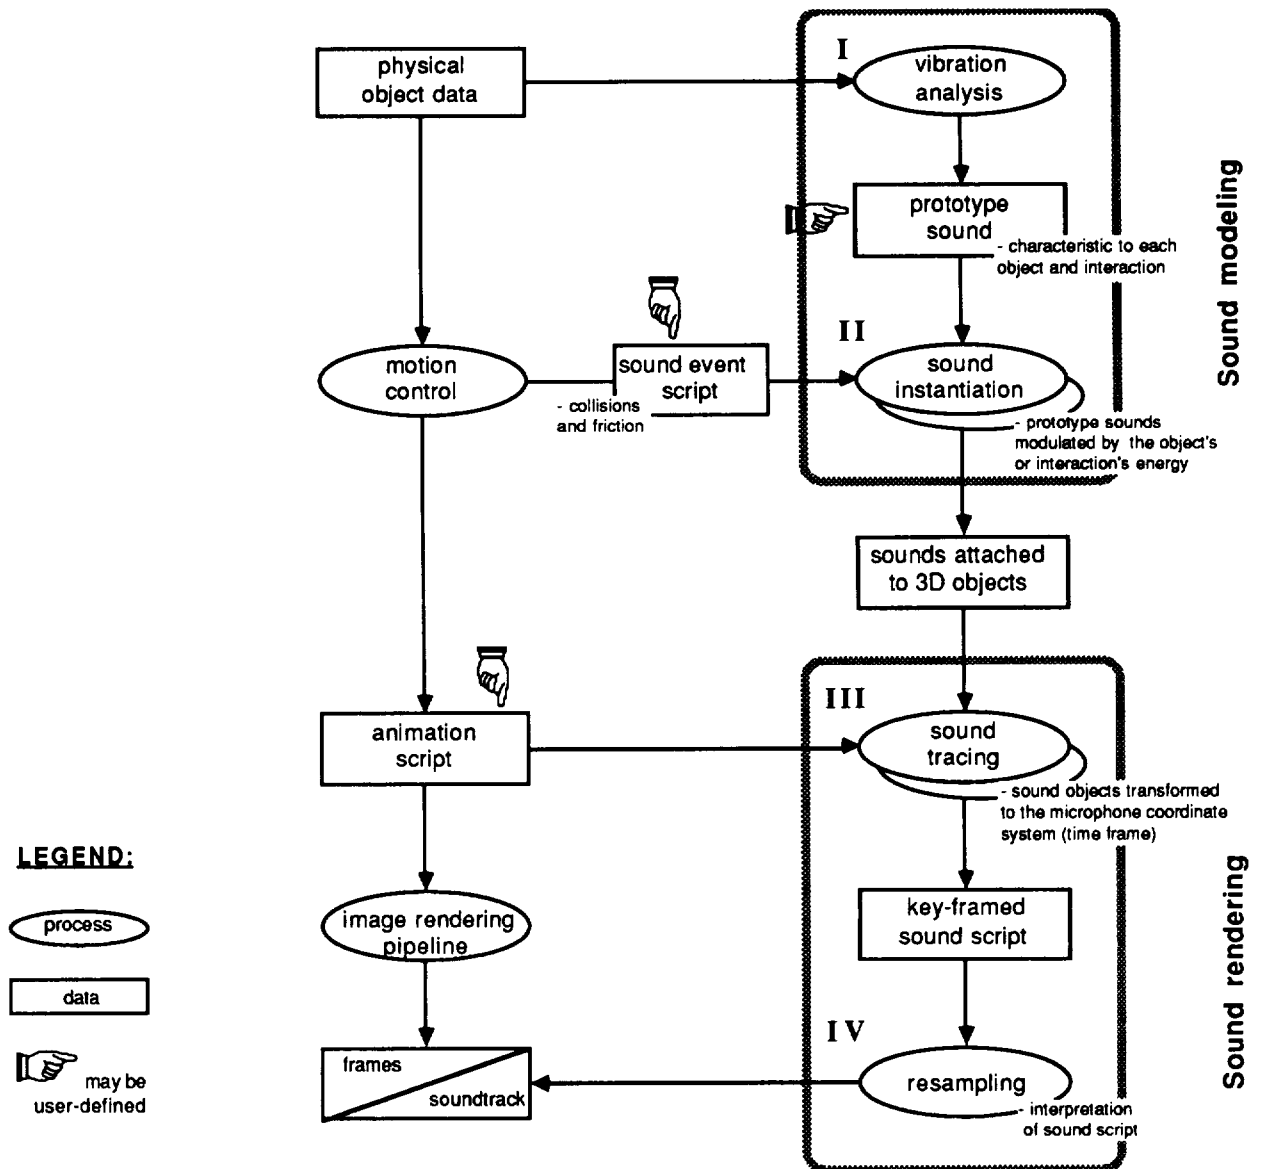 physical
object data
I
vibration
analysis
prototype
sound
- characteristic to each
object and interaction
Sound modeling
motion
control
sound event
script
- collisions
and friction
II
sound
instantiation
- prototype sounds
modulated by the object's
or interaction's energy
sounds attached
to 3D objects
animation
script
III
sound
tracing
- sound objects transformed
to the microphone coordinate
system (time frame)
LEGEND:
process
data
may be
user-defined
image rendering
pipeline
key-framed
sound script
Sound rendering
frames
soundtrack
IV
resampling
- interpretation
of sound script